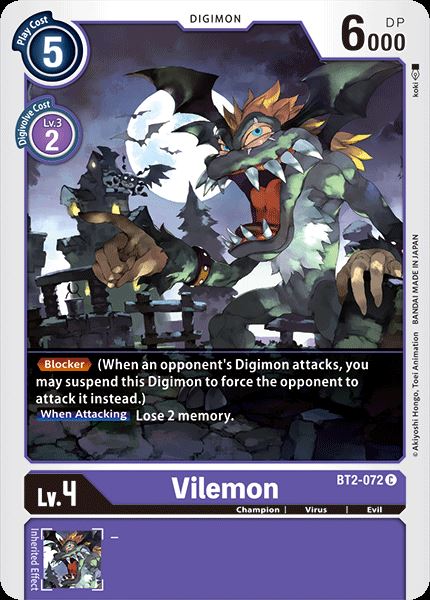 Play Cost
5
DIGIMON
DP
6000
Digivolve Cost
Lv.3
2
koki
Blocker (When an opponent's Digimon attacks, you
may suspend this Digimon to force the opponent to
attack it instead.)
When Attacking Lose 2 memory.
© Akiyoshi Hongo, Toei Animation BANDAI MADE IN JAPAN
BT2-072 C
Lv.4
Vilemon
Champion | Virus | Evil
Inherited Effect
–